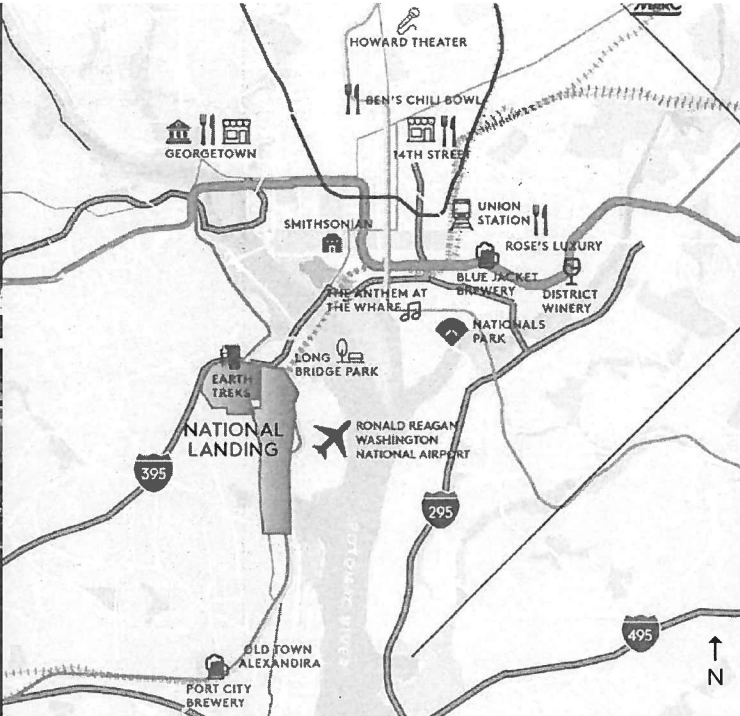 HOWARD THEATER
BEN'S CHILI BOWL
GEORGETOWN
14TH STREET
UNION
STATION
SMITHSONIAN
ROSE'S LUXURY
BLUE JACKET
BREWERY
DISTRICT
WINERY
THE ANTHEM AT
THE WHARF
NATIONALS
PARK
LONG
BRIDGE PARK
EARTH
TREKS
NATIONAL
LANDING
RONALD REAGAN
WASHINGTON
NATIONAL AIRPORT
395
295
POTOMAC RIVER
495
N
OLD TOWN
ALEXANDIRA
PORT CITY
BREWERY